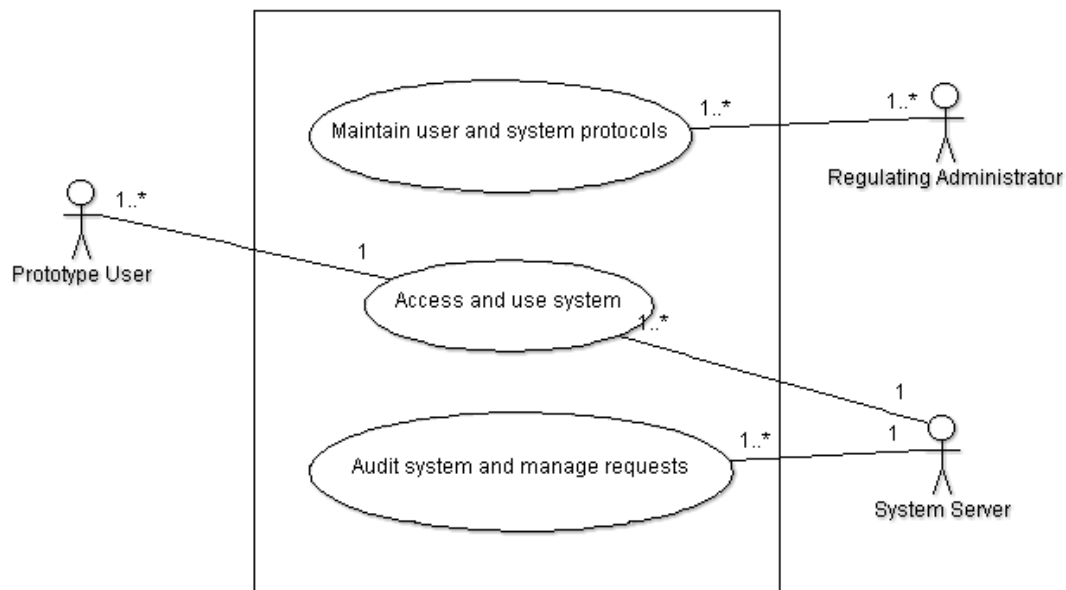 1..*
1..*
Maintain user and system protocols
Regulating Administrator
1..*
Prototype User
1
Access and use system
1..*
1
1..*
1
Audit system and manage requests
System Server